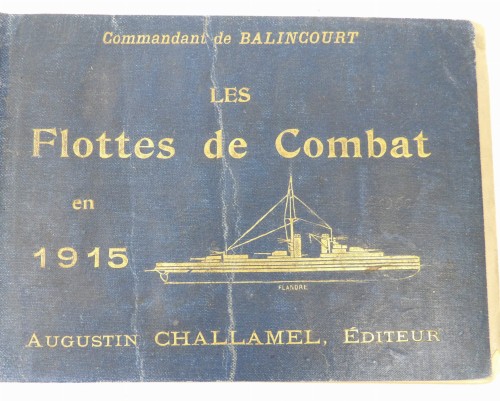 Commandant de BALINCOURT
LES
Flottes de Combat
en
1915
FLANDRE
AUGUSTIN CHALLAMEL, ÉDITEUR